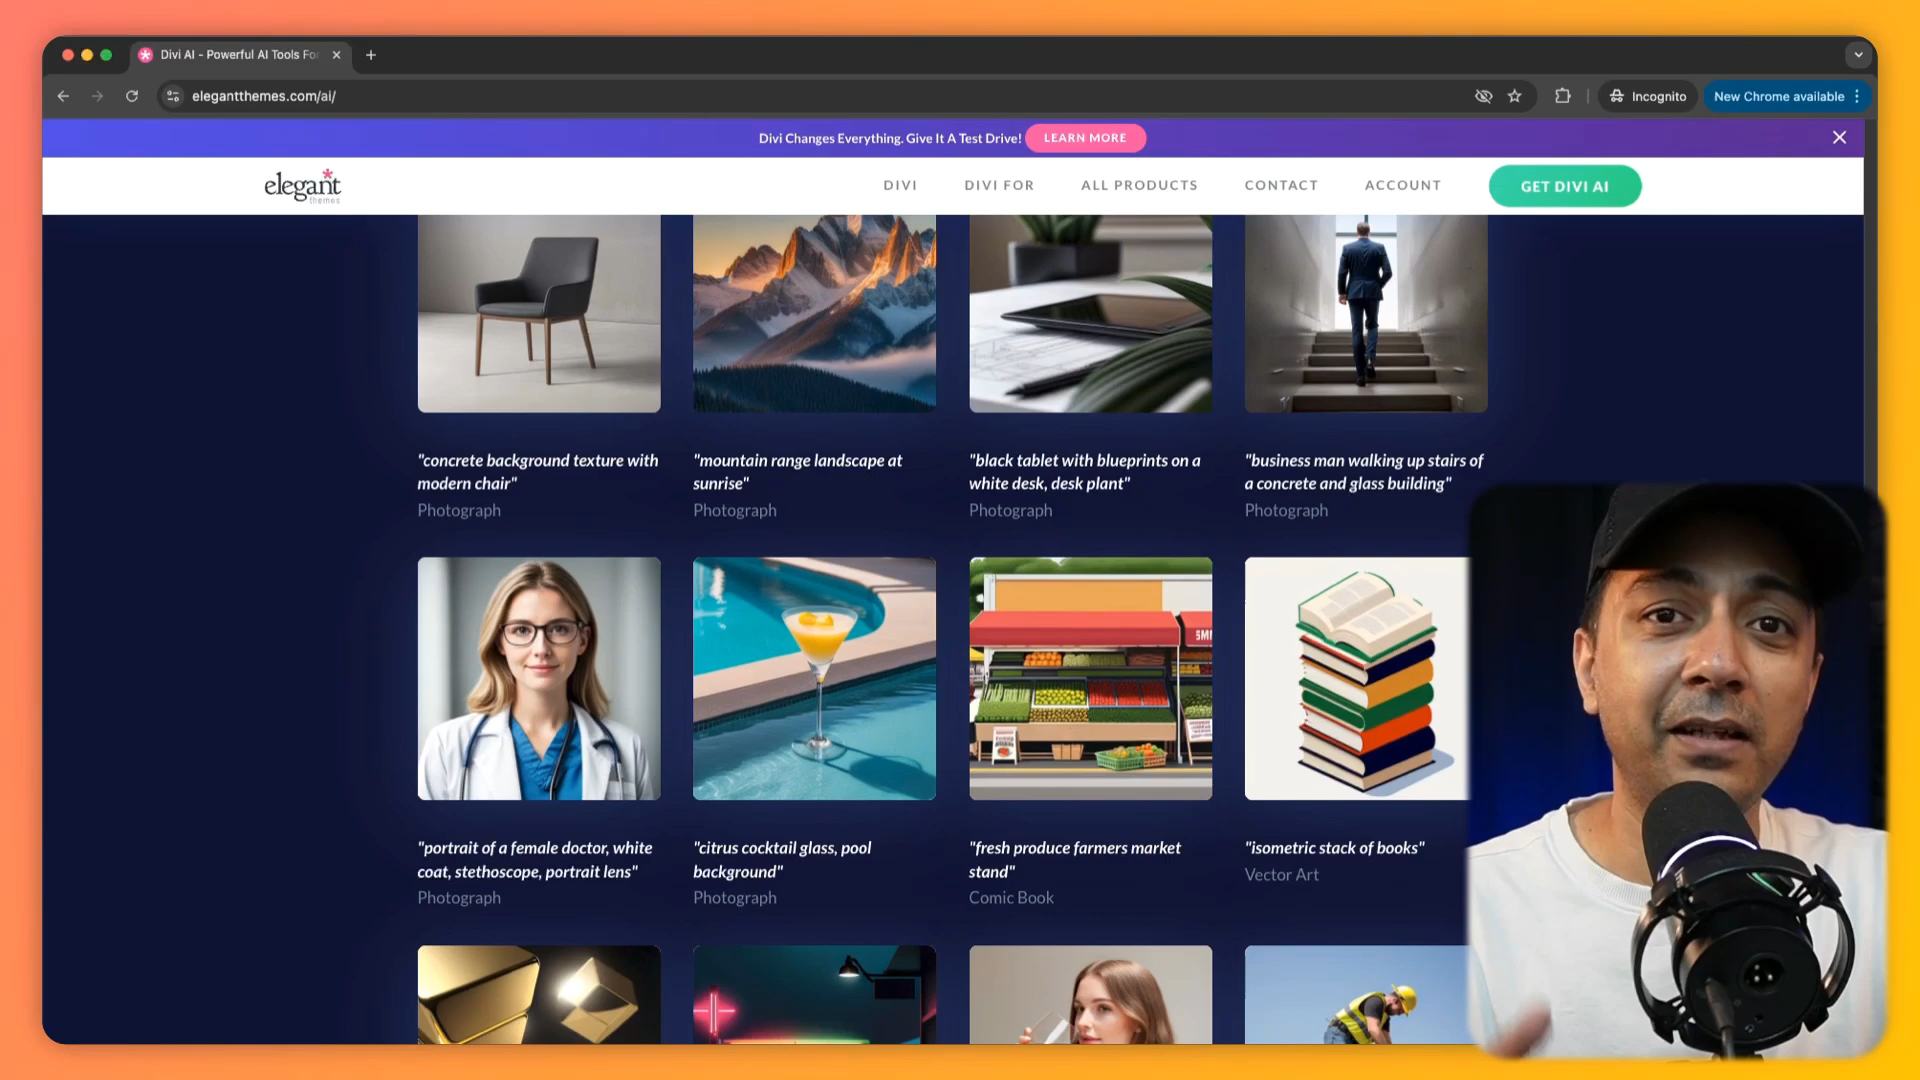 Divi AI - Powerful AI Tools Fo
elegantthemes.com/ai/
Incognito
New Chrome available
Divi Changes Everything. Give It A Test Drive! LEARN MORE
elegant
themes
DIVI
DIVI FOR
ALL PRODUCTS
CONTACT
ACCOUNT
GET DIVI AI
"concrete background texture with
modern chair"
Photograph
"mountain range landscape at
sunrise"
Photograph
"black tablet with blueprints on a
white desk, desk plant"
Photograph
"business man walking up stairs of
a concrete and glass building"
Photograph
SM
"portrait of a female doctor, white
coat, stethoscope, portrait lens"
Photograph
"citrus cocktail glass, pool
background"
Photograph
"fresh produce farmers market
stand"
Comic Book
"isometric stack of books"
Vector Art